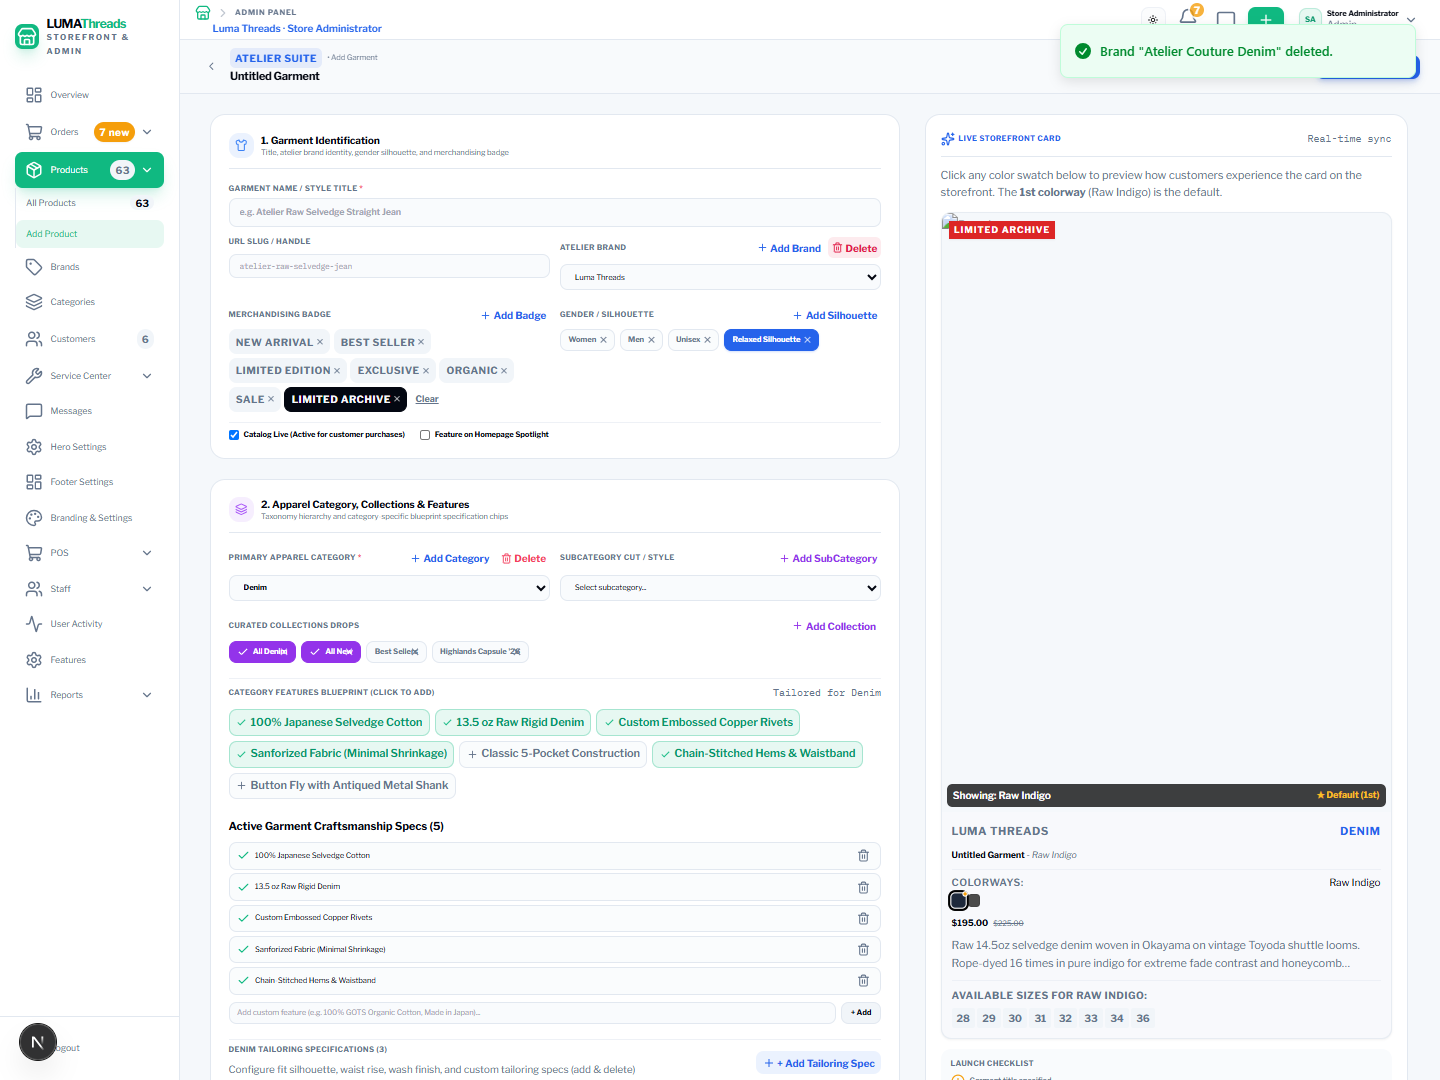 LUMAThreads
STOREFRONT &
ADMIN
Overview
Orders
7 new
Products
63
All Products
63
Add Product
Brands
Categories
Customers
6
Service Center
Messages
Hero Settings
Footer Settings
Branding & Settings
POS
Staff
User Activity
Features
Reports
N
ogout
ADMIN PANEL
Luma Threads · Store Administrator
7
SA
Store Administrator
Admin
Brand "Atelier Couture Denim" deleted.
ATELIER SUITE
• Add Garment
Untitled Garment
1. Garment Identification
Title, atelier brand identity, gender silhouette, and merchandising badge
GARMENT NAME / STYLE TITLE *
e.g. Atelier Raw Selvedge Straight Jean
URL SLUG / HANDLE
atelier-raw-selvedge-jean
ATELIER BRAND
Add Brand
Delete
Luma Threads
MERCHANDISING BADGE
Add Badge
NEW ARRIVAL ×
BEST SELLER ×
LIMITED EDITION ×
EXCLUSIVE ×
ORGANIC ×
SALE ×
LIMITED ARCHIVE ×
Clear
GENDER / SILHOUETTE
Add Silhouette
Women
Men
Unisex
Relaxed Silhouette
Catalog Live (Active for customer purchases)
Feature on Homepage Spotlight
2. Apparel Category, Collections & Features
Taxonomy hierarchy and category-specific blueprint specification chips
PRIMARY APPAREL CATEGORY *
Add Category
Delete
Denim
SUBCATEGORY CUT / STYLE
Add SubCategory
Select subcategory...
CURATED COLLECTIONS DROPS
Add Collection
All Denim
All New
Best Sellers
Highlands Capsule '26
CATEGORY FEATURES BLUEPRINT (CLICK TO ADD)
Tailored for Denim
100% Japanese Selvedge Cotton
13.5 oz Raw Rigid Denim
Custom Embossed Copper Rivets
Sanforized Fabric (Minimal Shrinkage)
Classic 5-Pocket Construction
Chain-Stitched Hems & Waistband
Button Fly with Antiqued Metal Shank
Active Garment Craftsmanship Specs (5)
100% Japanese Selvedge Cotton
13.5 oz Raw Rigid Denim
Custom Embossed Copper Rivets
Sanforized Fabric (Minimal Shrinkage)
Chain-Stitched Hems & Waistband
Add custom feature (e.g. 100% GOTS Organic Cotton, Made in Japan)...
+ Add
DENIM TAILORING SPECIFICATIONS (3)
Configure fit silhouette, waist rise, wash finish, and custom tailoring specs (add & delete)
+ Add Tailoring Spec
LIVE STOREFRONT CARD
Real-time sync
Click any color swatch below to preview how customers experience the card on the
storefront. The 1st colorway (Raw Indigo) is the default.
LIMITED ARCHIVE
Showing: Raw Indigo
★ Default (1st)
LUMA THREADS
DENIM
Untitled Garment - Raw Indigo
COLORWAYS:
Raw Indigo
$195.00 $225.00
Raw 14.5oz selvedge denim woven in Okayama on vintage Toyoda shuttle looms.
Rope-dyed 16 times in pure indigo for extreme fade contrast and honeycomb...
AVAILABLE SIZES FOR RAW INDIGO:
28 29 30 31 32 33 34 36
LAUNCH CHECKLIST
Garment title specified